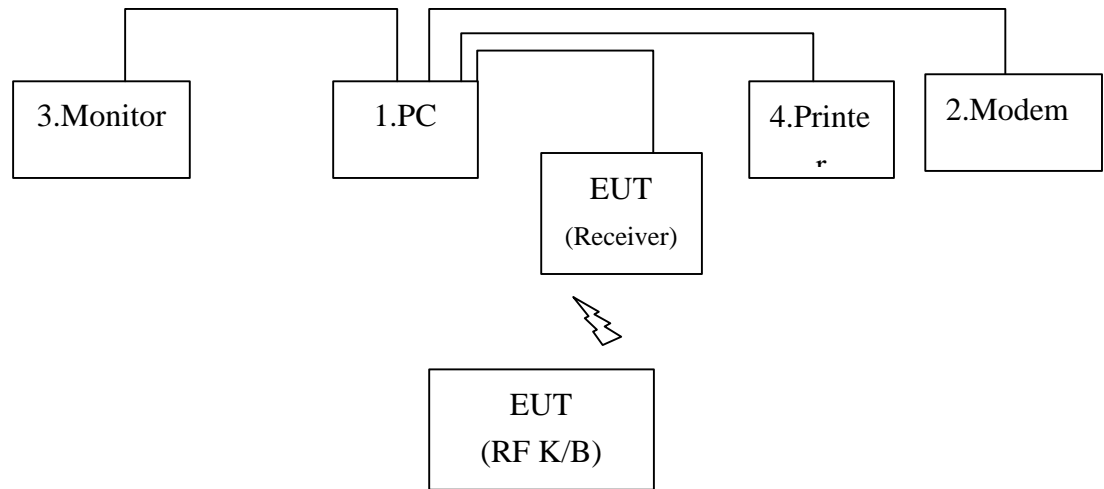 3.Monitor
1.PC
4.Printe
r
2.Modem
EUT
(Receiver)
EUT
(RF K/B)